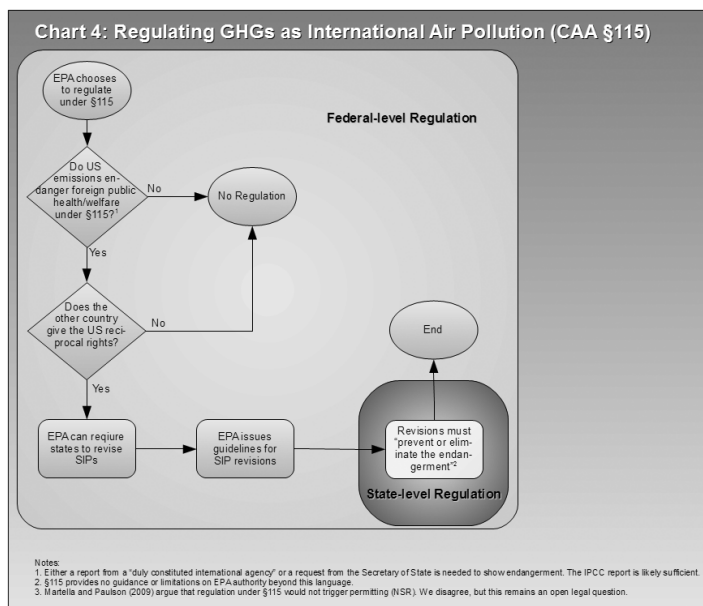 Chart 4: Regulating GHGs as International Air Pollution (CAA §115)
EPA chooses
to regulate
under §115
Federal-level Regulation
Do US
emissions en-
danger foreign public
health/welfare
under §115?1
No
No Regulation
Yes
Does the
other country
give the US reci-
procal rights?
No
End
Yes
EPA can reqiure
states to revise
SIPs
EPA issues
guidelines for
SIP revisions
Revisions must
“prevent or elim-
inate the endan-
germent”2
State-level Regulation
Notes:
1. Either a report from a “duly constituted international agency” or a request from the Secretary of State is needed to show endangerment. The IPCC report is likely sufficient.
2. §115 provides no guidance or limitations on EPA authority beyond this language.
3. Martella and Paulson (2009) argue that regulation under §115 would not trigger permitting (NSR). We disagree, but this remains an open legal question.